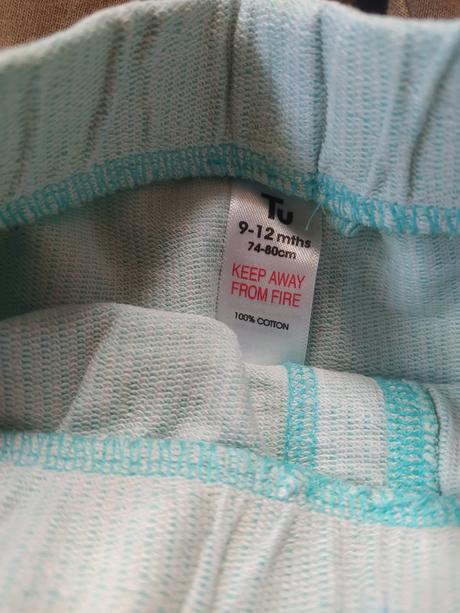 Tu
9-12 mths
74-80cm
KEEP AWAY
FROM FIRE
100% COTTON